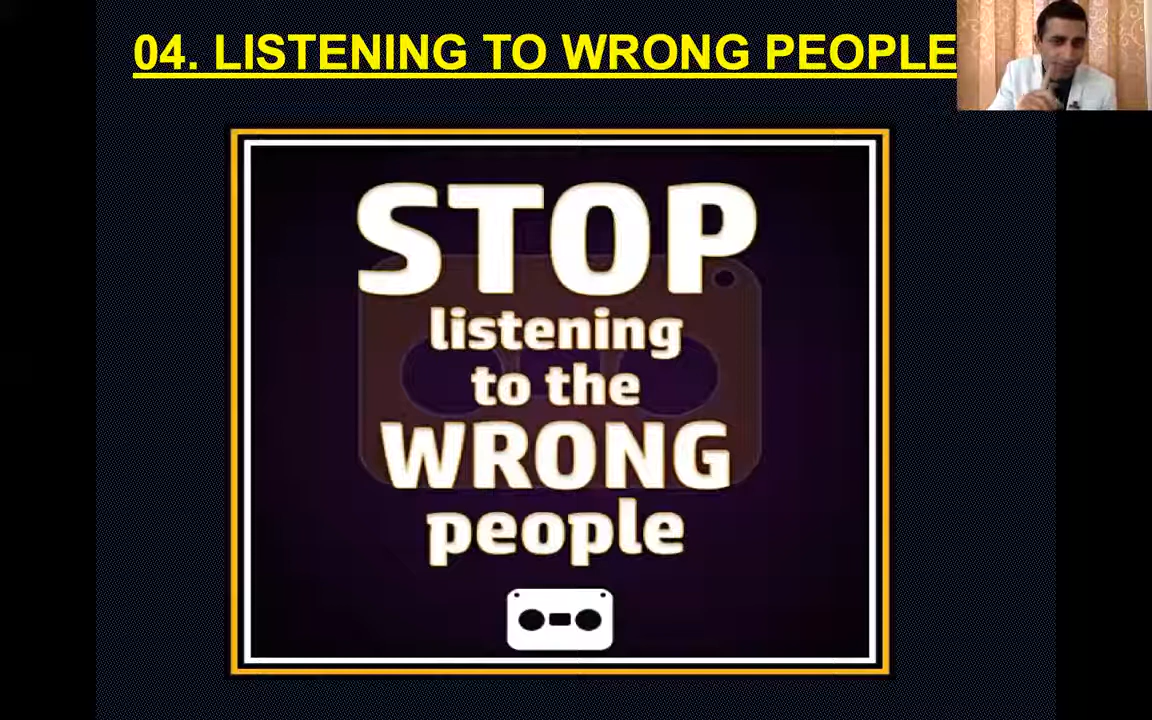 04. LISTENING TO WRONG PEOPLE
STOP
listening
to the
WRONG
people